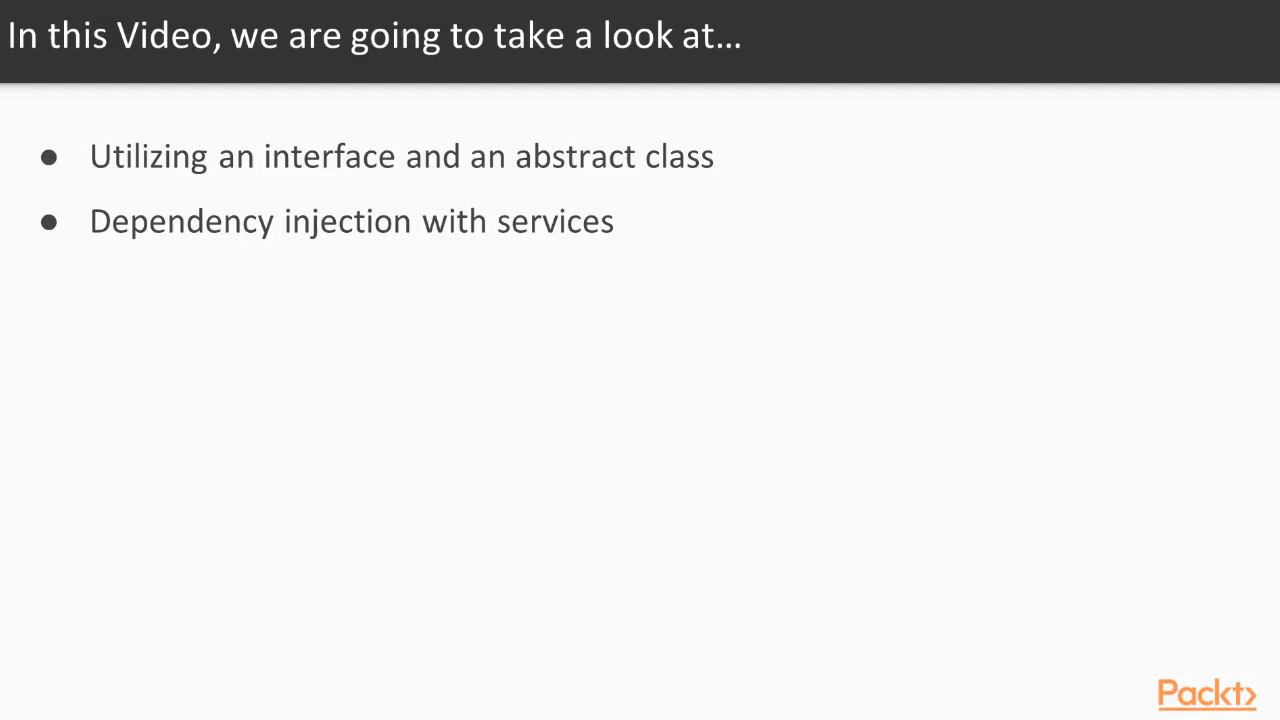 In this Video, we are going to take a look at...
● Utilizing an interface and an abstract class
● Dependency injection with services
Packt>